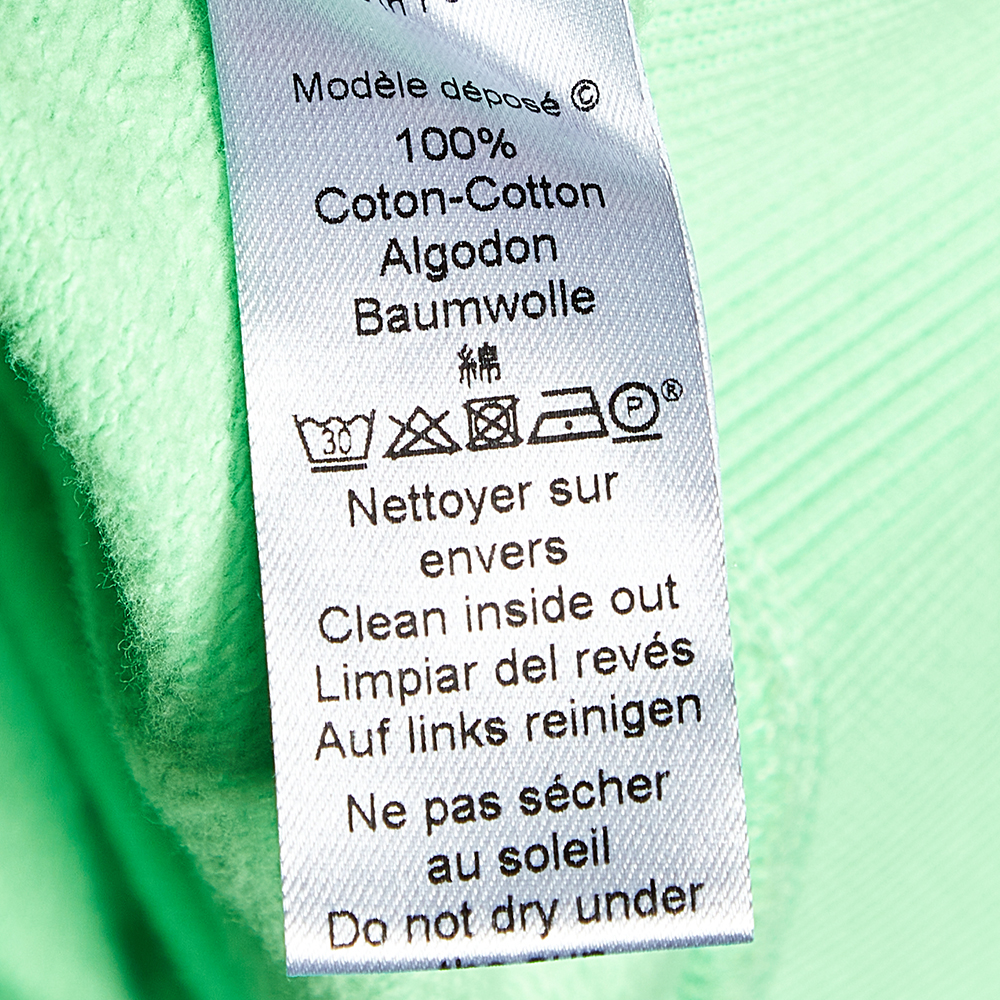 Modèle déposé ©
100%
Coton-Cotton
Algodon
Baumwolle
綿
30 P ®
Nettoyer sur
envers
Clean inside out
Limpiar del revés
Auf links reinigen
Ne pas sécher
au soleil
Do not dry under